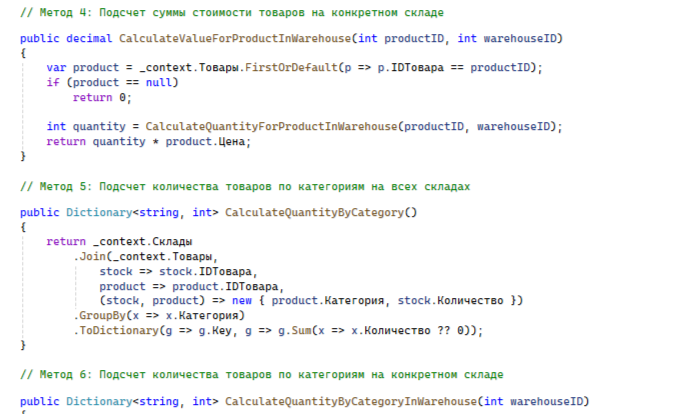 // Метод 4: Подсчет суммы стоимости товаров на конкретном складе
public decimal CalculateValueForProductInWarehouse(int productID, int warehouseID)
{
var product = _context.Товары.FirstOrDefault(p => p.IDТовара == productID);
if (product == null)
return 0;
int quantity = CalculateQuantityForProductInWarehouse(productID, warehouseID);
return quantity * product.Цена;
}
// Метод 5: Подсчет количества товаров по категориям на всех складах
public Dictionary<string, int> CalculateQuantityByCategory()
{
return _context.Склады
.Join(_context.Товары,
stock => stock.IDТовара,
product => product.IDТовара,
(stock, product) => new { product.Категория, stock.Количество })
.GroupBy(x => x.Категория)
.ToDictionary(g => g.Key, g => g.Sum(x => x.Количество ?? 0));
}
// Метод 6: Подсчет количества товаров по категориям на конкретном складе
public Dictionary<string, int> CalculateQuantityByCategoryInWarehouse(int warehouseID)
{